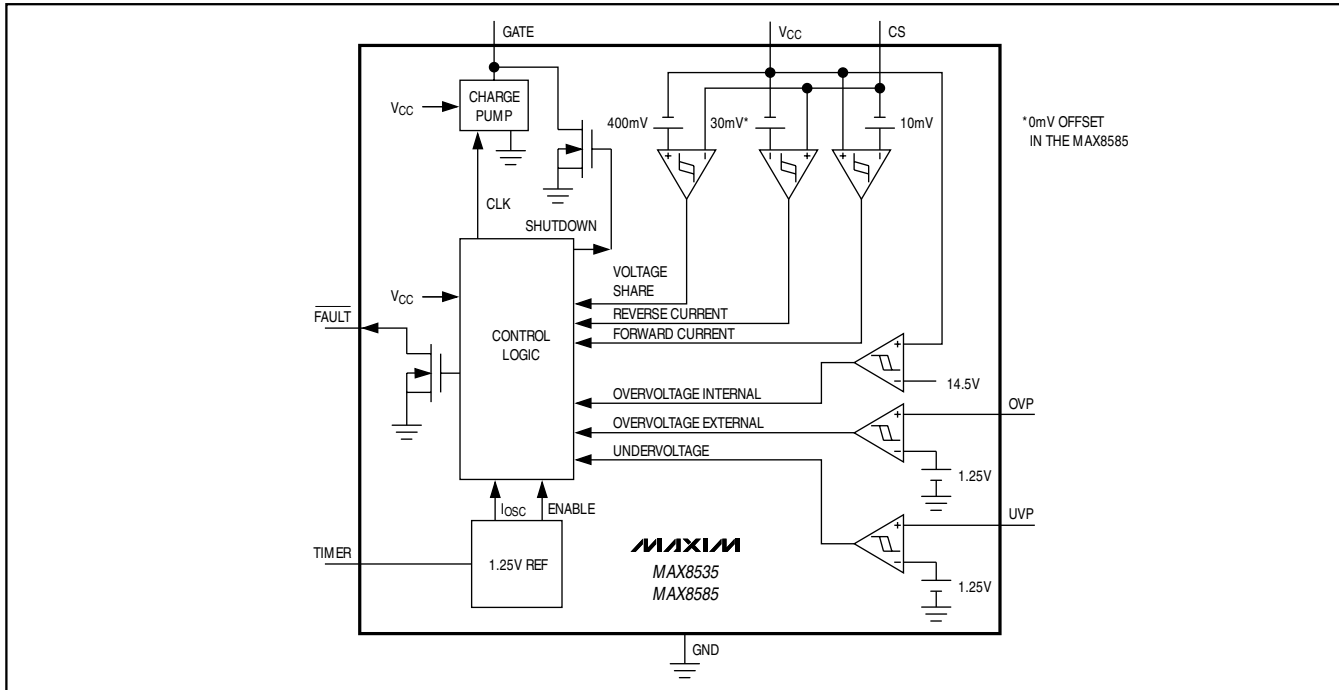 GATE
VCC
CS
CHARGE
PUMP
VCC
400mV
30mV*
10mV
*0mV OFFSET
IN THE MAX8585
+
–
–
+
+
–
CLK
SHUTDOWN
VOLTAGE
SHARE
REVERSE CURRENT
FORWARD CURRENT
VCC
FAULT
CONTROL
LOGIC
+
–
14.5V
OVERVOLTAGE INTERNAL
OVP
+
OVERVOLTAGE EXTERNAL
–
UNDERVOLTAGE
1.25V
IOSC
ENABLE
UVP
+
TIMER
1.25V REF
MAXIM
–
MAX8535
1.25V
MAX8585
GND